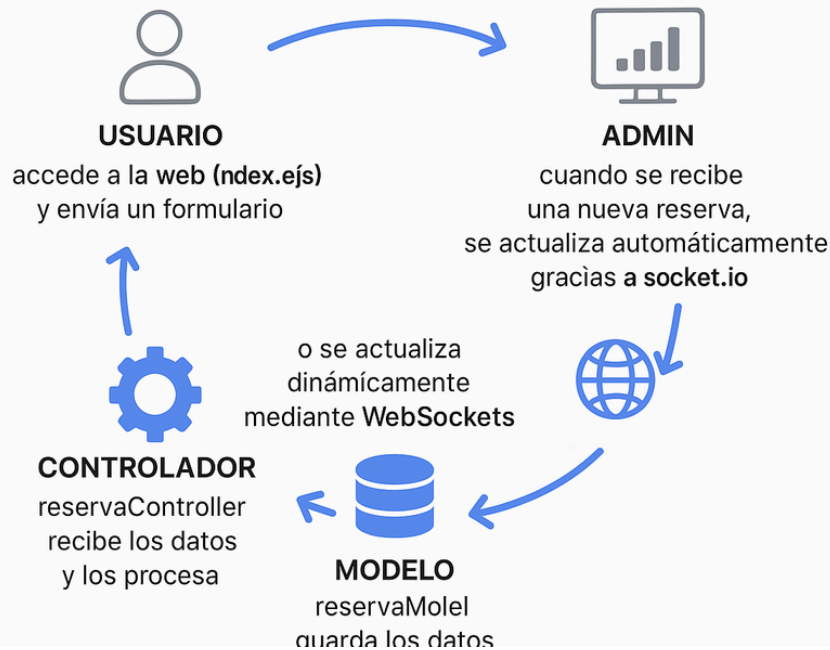 USUARIO
accede a la web (ndex.ejs)
y envía un formulario
ADMIN
cuando se recibe
una nueva reserva,
se actualiza automáticamente
gracìas a socket.io
o se actualiza
dinámícamente
mediante WebSockets
CONTROLADOR
reservaController
recibe los datos
y los procesa
MODELO
reservaMolel
guarda los datos